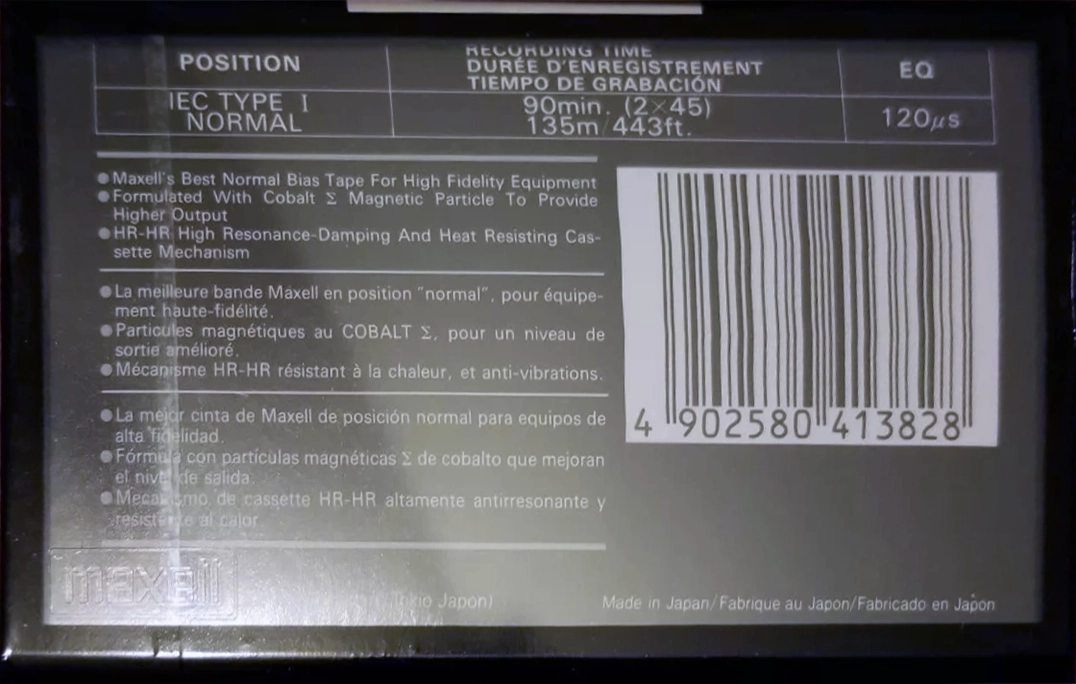 POSITION
RECORDING TIME
DURÉE D'ENREGISTREMENT
TIEMPO DE GRABACIÓN
EQ
IEC TYPE I
NORMAL
90min. (2×45)
135m/443ft.
120μs
●Maxell's Best Normal Bias Tape For High Fidelity Equipment
●Formulated With Cobalt Σ Magnetic Particle To Provide
Higher Output
●HR-HR High Resonance-Damping And Heat Resisting Cas-
sette Mechanism
●La meilleure bande Maxell en position "normal", pour équipe-
ment haute-fidélité.
●Particules magnétiques au COBALT Σ, pour un niveau de
sortie amélioré.
●Mécanisme HR-HR résistant à la chaleur, et anti-vibrations.
●La mejor cinta de Maxell de posición normal para equipos de
alta fidelidad.
●Fórmula con partículas magnéticas Σ de cobalto que mejoran
el nivel de salida.
●Mecanismo de cassette HR-HR altamente antirresonante y
resistente al calor
4 902580 413828
maxell
Japon)
Made in Japan/Fabrique au Japon/Fabricado en Japon